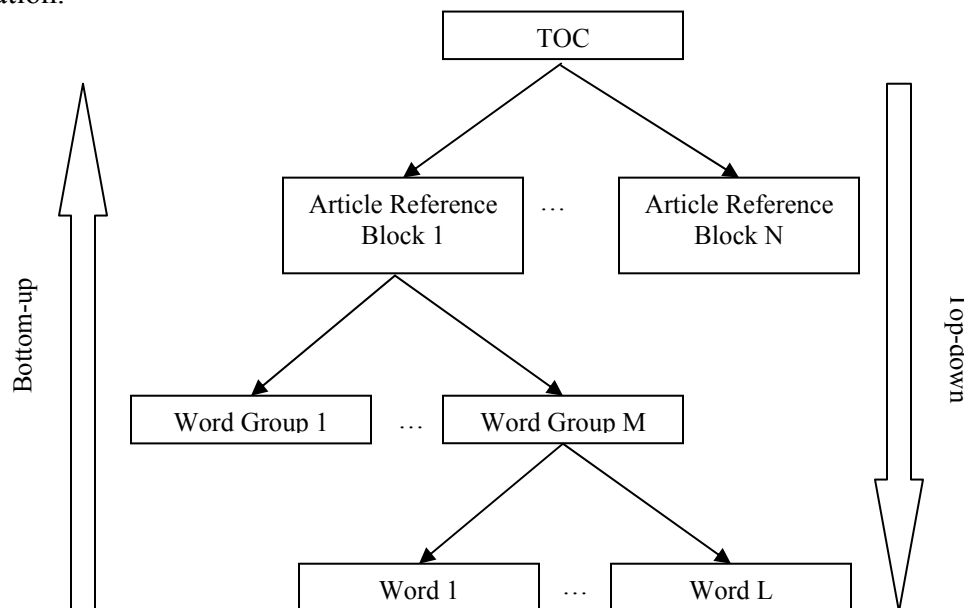 TOC
Article Reference
Block 1
…
Article Reference
Block N
Bottom-up
Top-down
Word Group 1
…
Word Group M
Word 1
…
Word L